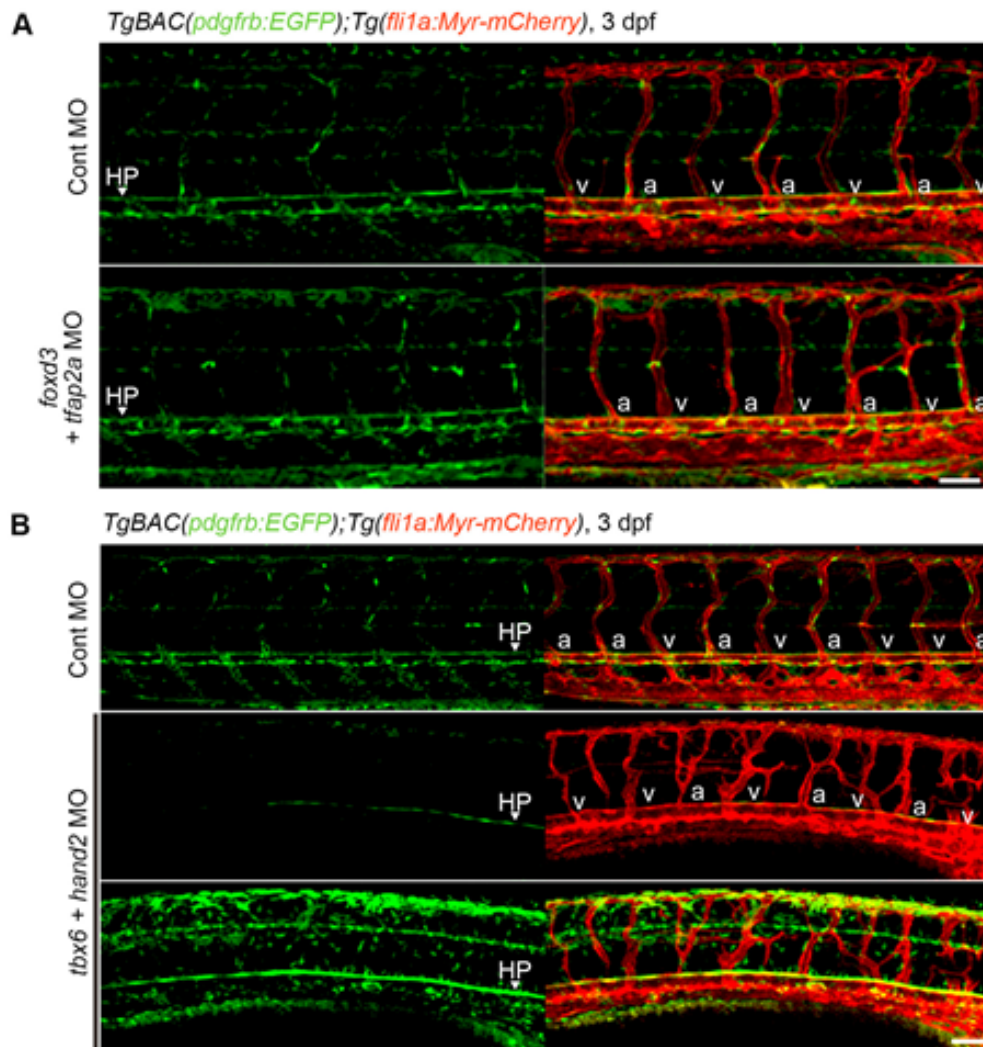 A
TgBAC(pdgfrb:EGFP);Tg(fli1a:Myr-mCherry), 3 dpf
Cont MO
HP
v a v a v a v
foxd3
+ tfap2a MO
HP
a v a v a v a
B
TgBAC(pdgfrb:EGFP);Tg(fli1a:Myr-mCherry), 3 dpf
Cont MO
HP
a a v a v a v v a
tbx6 + hand2 MO
HP
v v a v a v a v
HP